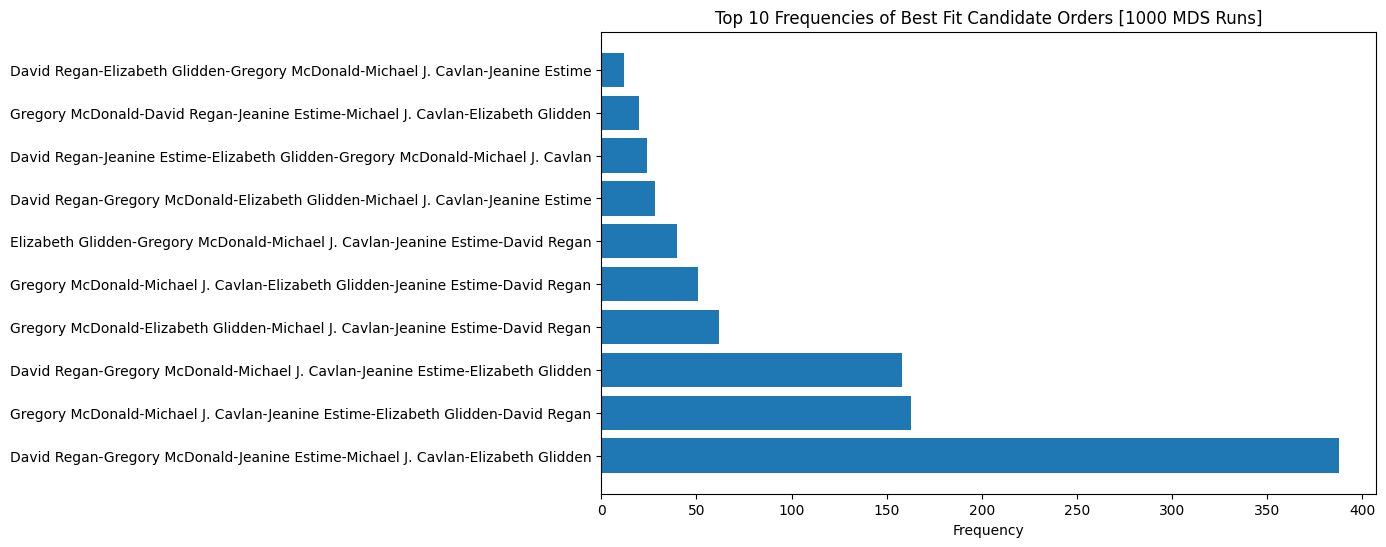 Top 10 Frequencies of Best Fit Candidate Orders [1000 MDS Runs]
David Regan-Elizabeth Glidden-Gregory McDonald-Michael J. Cavlan-Jeanine Estime
Gregory McDonald-David Regan-Jeanine Estime-Michael J. Cavlan-Elizabeth Glidden
David Regan-Jeanine Estime-Elizabeth Glidden-Gregory McDonald-Michael J. Cavlan
David Regan-Gregory McDonald-Elizabeth Glidden-Michael J. Cavlan-Jeanine Estime
Elizabeth Glidden-Gregory McDonald-Michael J. Cavlan-Jeanine Estime-David Regan
Gregory McDonald-Michael J. Cavlan-Elizabeth Glidden-Jeanine Estime-David Regan
Gregory McDonald-Elizabeth Glidden-Michael J. Cavlan-Jeanine Estime-David Regan
David Regan-Gregory McDonald-Michael J. Cavlan-Jeanine Estime-Elizabeth Glidden
Gregory McDonald-Michael J. Cavlan-Jeanine Estime-Elizabeth Glidden-David Regan
David Regan-Gregory McDonald-Jeanine Estime-Michael J. Cavlan-Elizabeth Glidden
0 50 100 150 200 250 300 350 400
Frequency